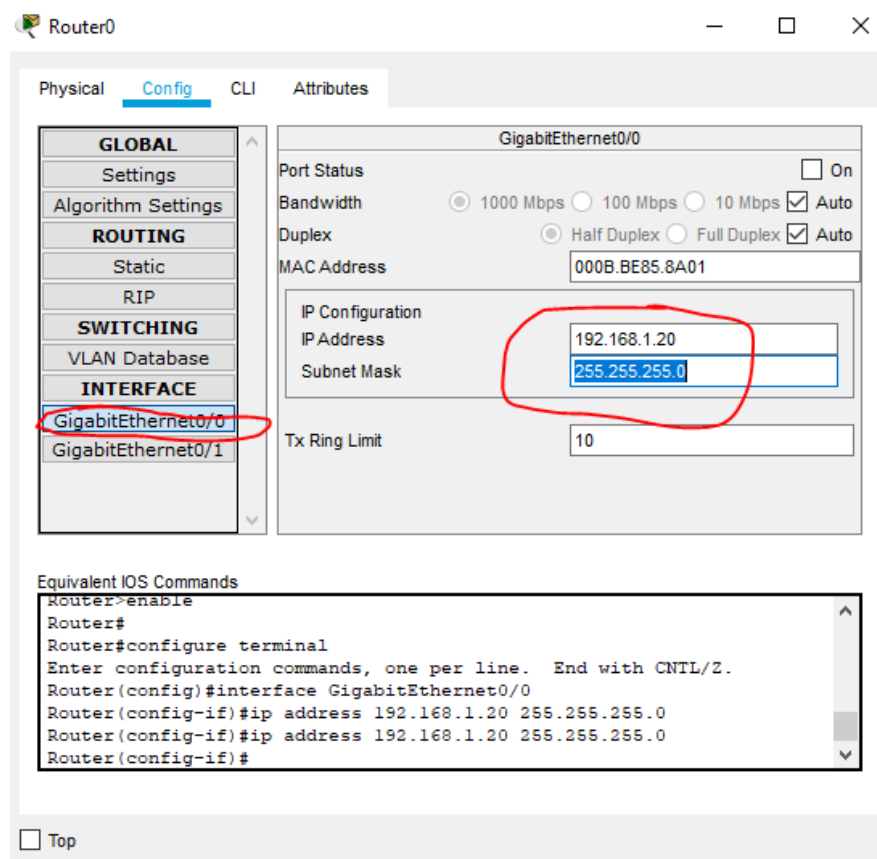 Router0
Physical Config CLI Attributes
GLOBAL
Settings
Algorithm Settings
ROUTING
Static
RIP
SWITCHING
VLAN Database
INTERFACE
GigabitEthernet0/0
GigabitEthernet0/1
GigabitEthernet0/0
Port Status On
Bandwidth 1000 Mbps 100 Mbps 10 Mbps Auto
Duplex Half Duplex Full Duplex Auto
MAC Address 000B.BE85.8A01
IP Configuration
IP Address 192.168.1.20
Subnet Mask 255.255.255.0
Tx Ring Limit 10
Equivalent IOS Commands
Router>enable
Router#
Router#configure terminal
Enter configuration commands, one per line. End with CNTL/Z.
Router(config)#interface GigabitEthernet0/0
Router(config-if)#ip address 192.168.1.20 255.255.255.0
Router(config-if)#ip address 192.168.1.20 255.255.255.0
Router(config-if)#
Top